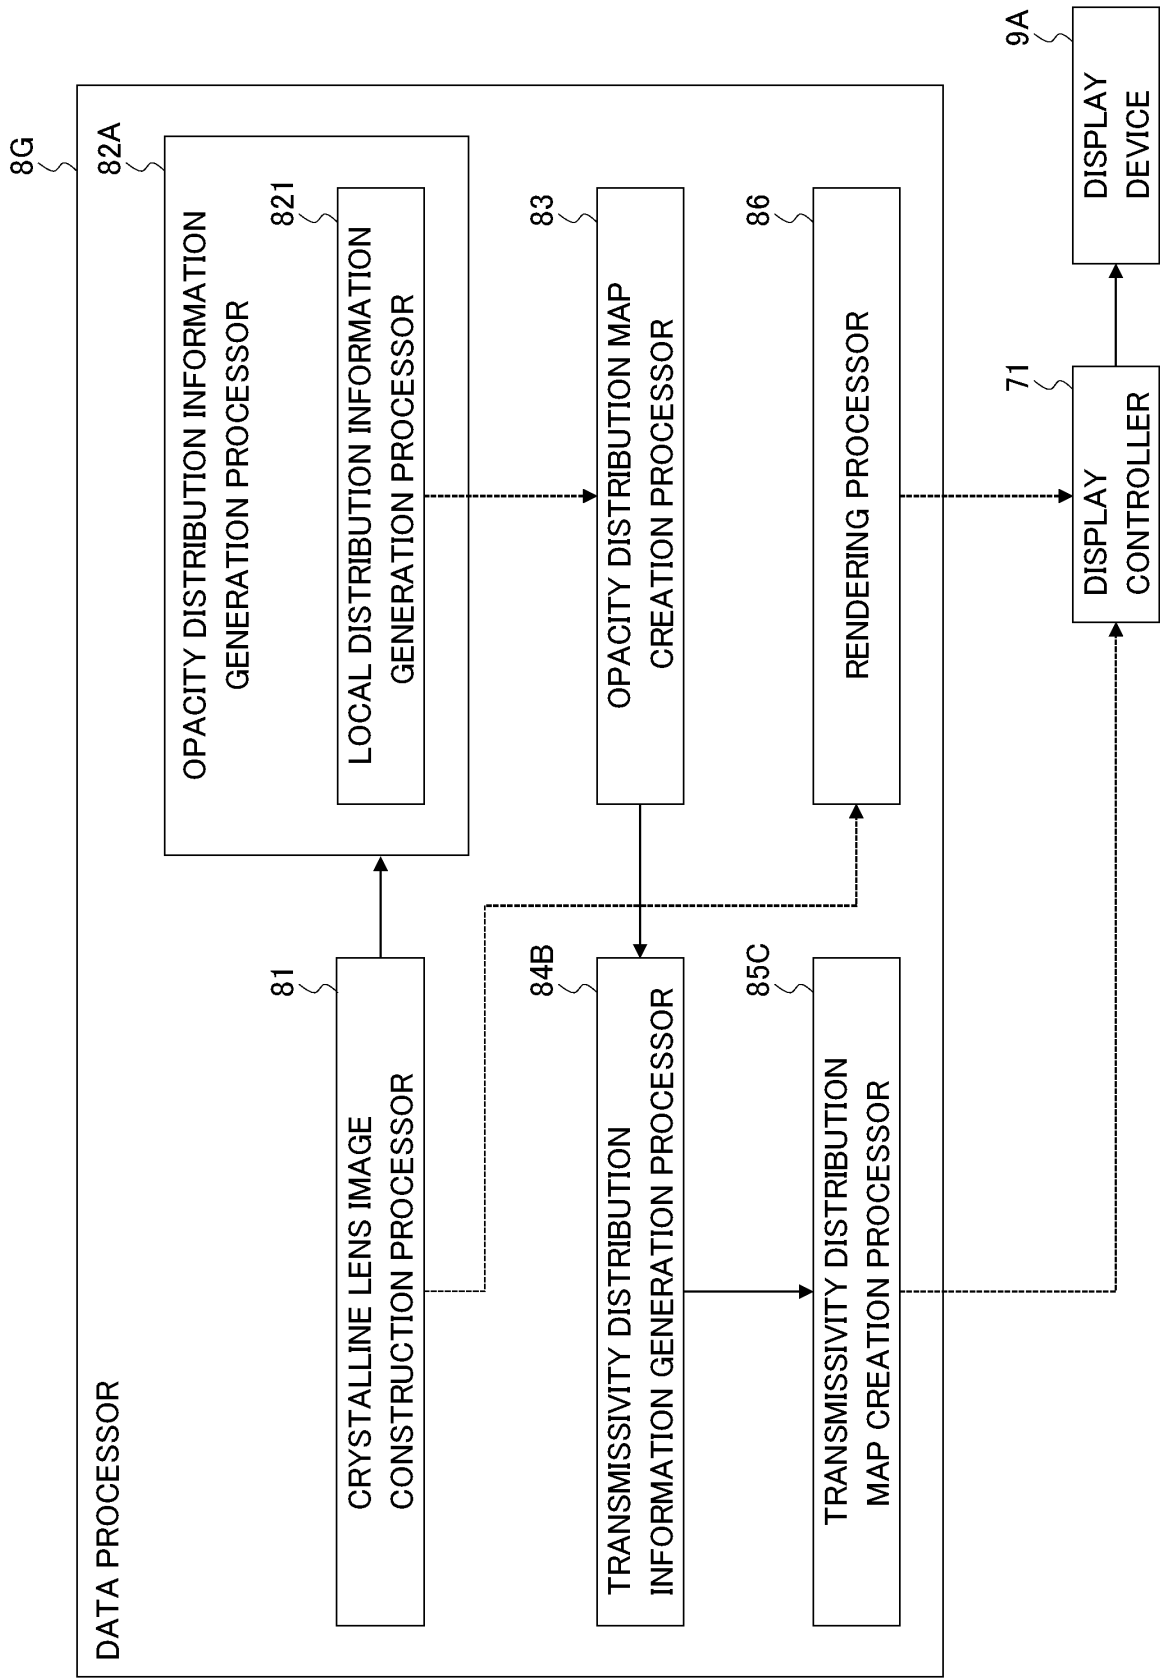 8G
DATA PROCESSOR
82A
OPACITY DISTRIBUTION INFORMATION
GENERATION PROCESSOR
81
CRYSTALLINE LENS IMAGE
CONSTRUCTION PROCESSOR
821
LOCAL DISTRIBUTION INFORMATION
GENERATION PROCESSOR
84B
TRANSMISSIVITY DISTRIBUTION
INFORMATION GENERATION PROCESSOR
83
OPACITY DISTRIBUTION MAP
CREATION PROCESSOR
85C
TRANSMISSIVITY DISTRIBUTION
MAP CREATION PROCESSOR
86
RENDERING PROCESSOR
71
DISPLAY
CONTROLLER
9A
DISPLAY
DEVICE